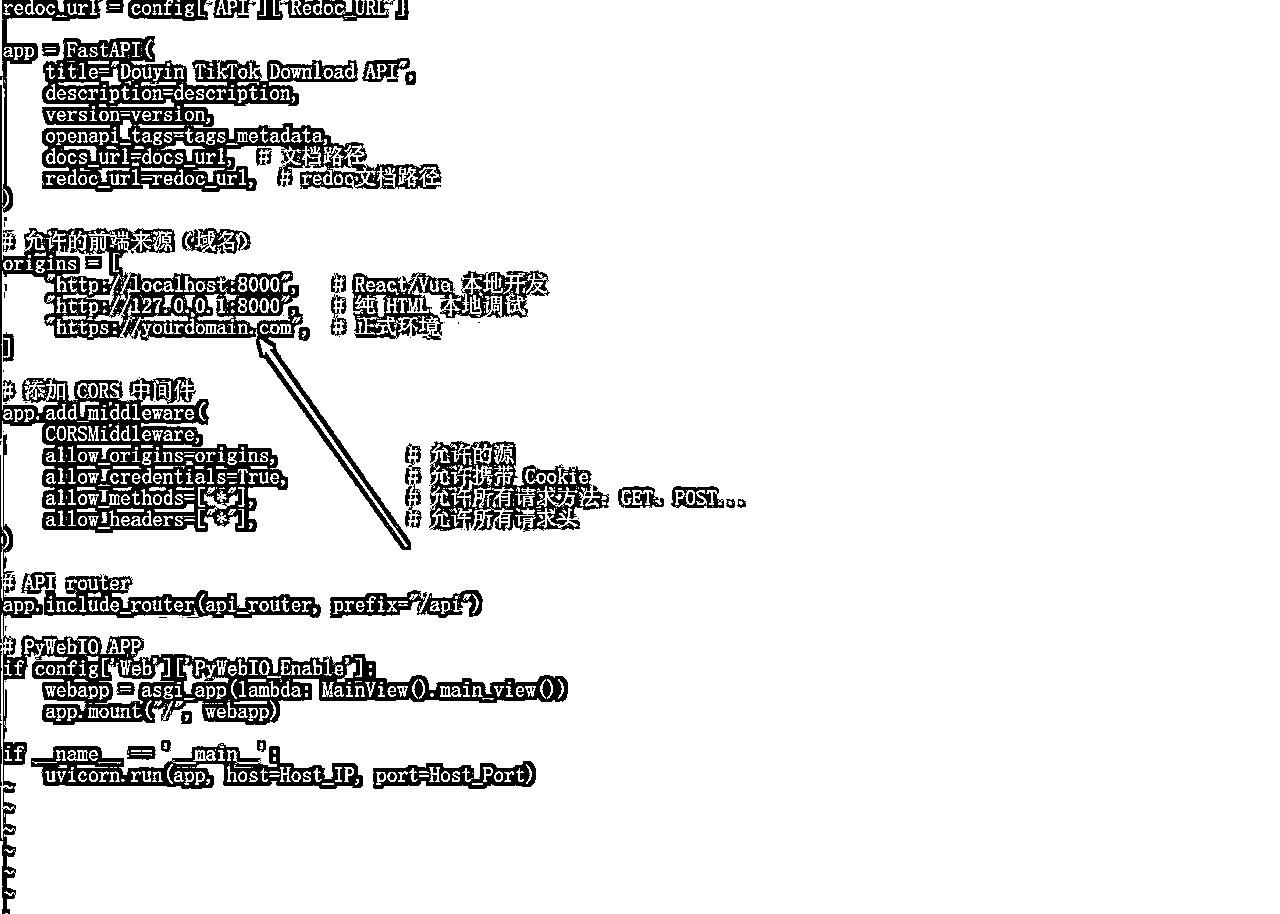 redoc_url = config['API']['Redoc_URL']
app = FastAPI(
    title="Douyin TikTok Download API",
    description=description,
    version=version,
    openapi_tags=tags_metadata,
    docs_url=docs_url,  # 文档路径
    redoc_url=redoc_url,  # redoc文档路径
)
# 允许的前端来源（域名）
origins = [
    "http://localhost:8000",   # React/Vue 本地开发
    "http://127.0.0.1:8000",   # 纯 HTML 本地调试
    "https://yourdomain.com",  # 正式环境
]
# 添加 CORS 中间件
app.add_middleware(
    CORSMiddleware,
    allow_origins=origins,            # 允许的源
    allow_credentials=True,           # 允许携带 Cookie
    allow_methods=["*"],              # 允许所有请求方法：GET、POST...
    allow_headers=["*"],              # 允许所有请求头
)
# API router
app.include_router(api_router, prefix="/api")
# PyWebIO APP
if config['Web']['PyWebIO_Enable']:
    webapp = asgi_app(lambda: MainView().main_view())
    app.mount("/", webapp)
if __name__ == '__main__':
    uvicorn.run(app, host=Host_IP, port=Host_Port)
~
~
~
~
~
~